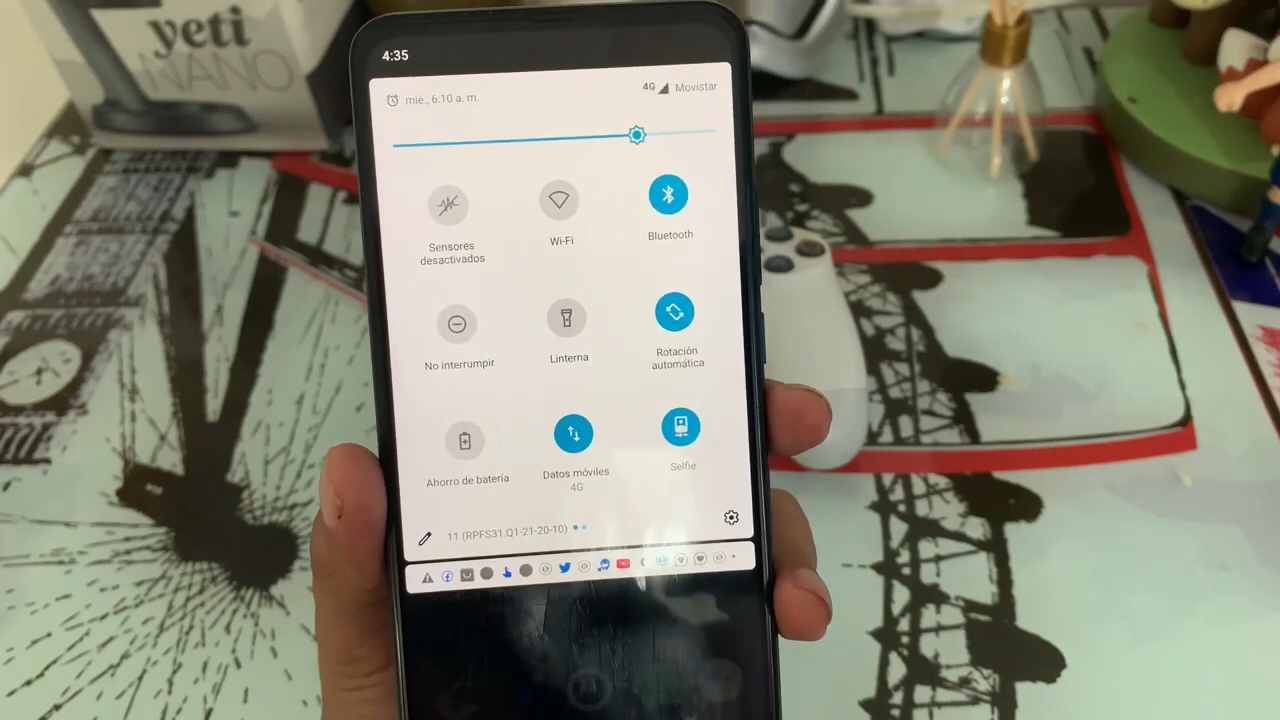 yeti
NANO
4:35
mié., 6:10 a. m.
4G Movistar
Sensores
desactivados
Wi-Fi
Bluetooth
No interrumpir
Linterna
Rotación
automática
Ahorro de batería
Datos móviles
4G
Selfie
11 (RPFS31.Q1-21-20-10)